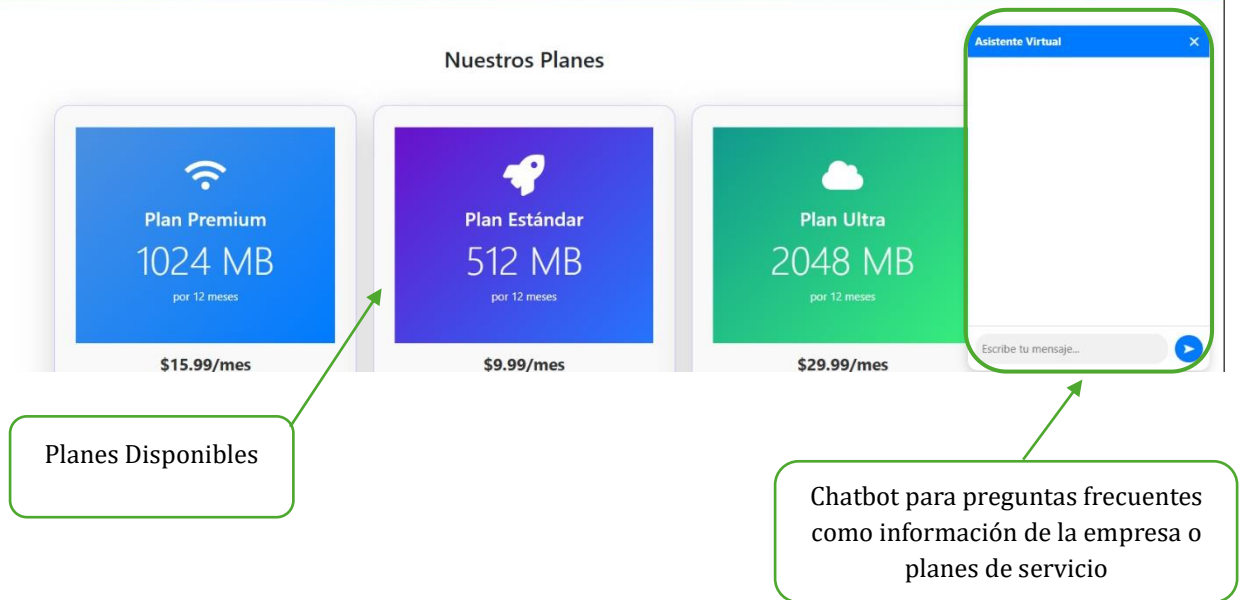 Nuestros Planes
Asistente Virtual
Plan Premium
1024 MB
por 12 meses
$15.99/mes
Plan Estándar
512 MB
por 12 meses
$9.99/mes
Plan Ultra
2048 MB
por 12 meses
$29.99/mes
Escribe tu mensaje...
Planes Disponibles
Chatbot para preguntas frecuentes
como información de la empresa o
planes de servicio